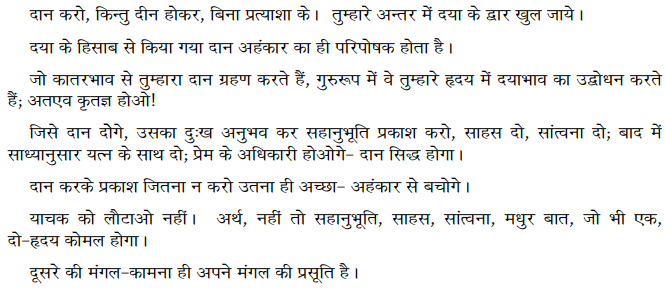 दान करो, किन्तु दीन होकर, बिना प्रत्याशा के। तुम्हारे अन्तर में दया के द्वार खुल जाये।
दया के हिसाब से किया गया दान अहंकार का ही परिपोषक होता है।
जो कातरभाव से तुम्हारा दान ग्रहण करते हैं, गुरुरूप में वे तुम्हारे हृदय में दयाभाव का उद्बोधन करते
हैं; अतएव कृतज्ञ होओ!
जिसे दान दोगे, उसका दुःख अनुभव कर सहानुभूति प्रकाश करो, साहस दो, सांत्वना दो; बाद में
साध्यानुसार यत्न के साथ दो; प्रेम के अधिकारी होओगे– दान सिद्ध होगा।
दान करके प्रकाश जितना न करो उतना ही अच्छा– अहंकार से बचोगे।
याचक को लौटाओ नहीं। अर्थ, नहीं तो सहानुभूति, साहस, सांत्वना, मधुर बात, जो भी एक,
दो–हृदय कोमल होगा।
दूसरे की मंगल–कामना ही अपने मंगल की प्रसूति है।